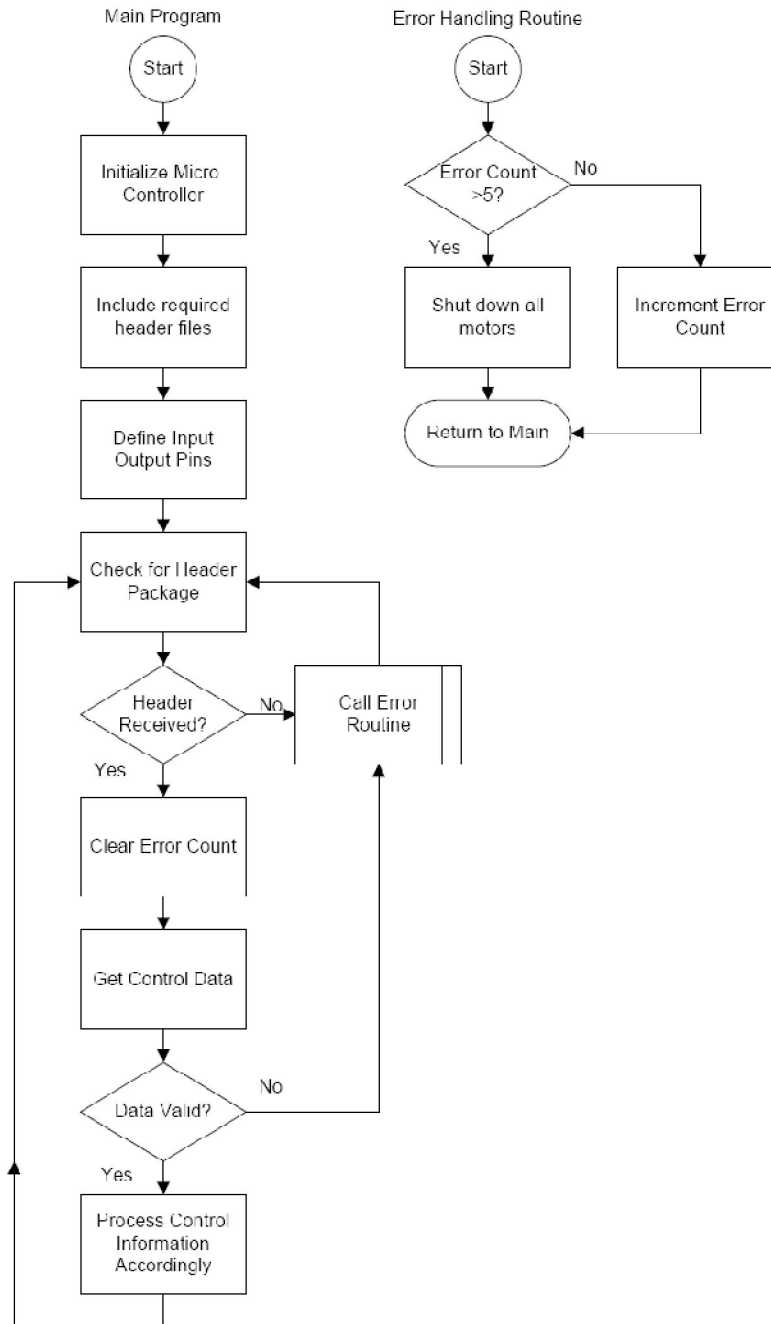 Main Program
Start
Initialize Micro
Controller
Include required
header files
Define Input
Output Pins
Check for Header
Package
Header
Received?
No
Yes
Call Error
Routine
Clear Error Count
Get Control Data
Data Valid?
No
Yes
Process Control
Information
Accordingly
Error Handling Routine
Start
Error Count
>5?
No
Yes
Shut down all
motors
Increment Error
Count
Return to Main